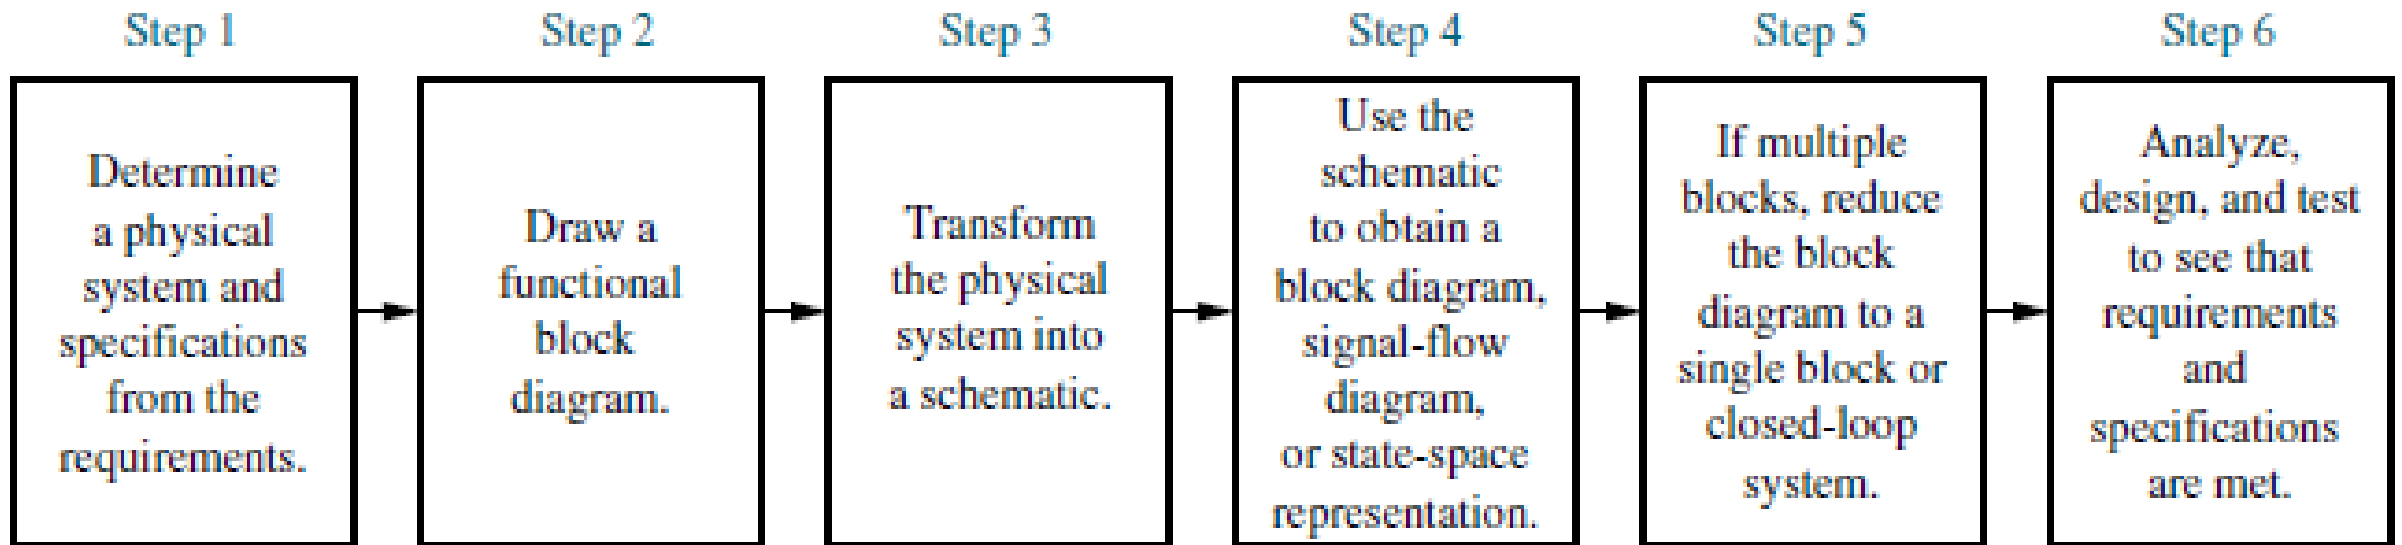 Step 1
Determine
a physical
system and
specifications
from the
requirements.
Step 2
Draw a
functional
block
diagram.
Step 3
Transform
the physical
system into
a schematic.
Step 4
Use the
schematic
to obtain a
block diagram,
signal-flow
diagram,
or state-space
representation.
Step 5
If multiple
blocks, reduce
the block
diagram to a
single block or
closed-loop
system.
Step 6
Analyze,
design, and test
to see that
requirements
and
specifications
are met.